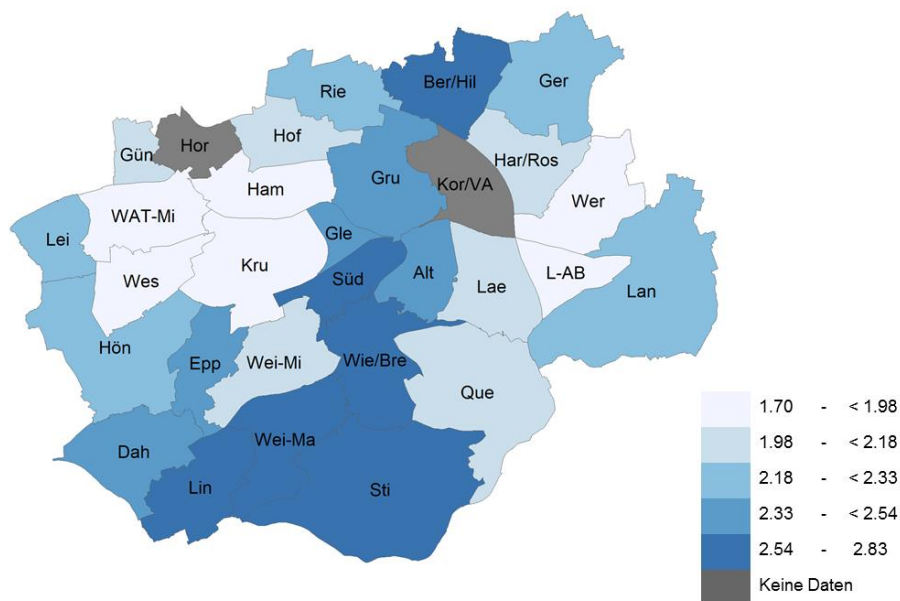 Ber/Hil
Ger
Rie
Hof
Hor
Gün
Har/Ros
Gru
Kor/VA
Ham
Wer
WAT-Mi
Lei
Gle
Kru
Alt
L-AB
Wes
Süd
Lae
Lan
Hön
Epp
Wei-Mi
Wie/Bre
Que
Wei-Ma
Dah
Lin
Sti
1.70 - < 1.98
1.98 - < 2.18
2.18 - < 2.33
2.33 - < 2.54
2.54 - 2.83
Keine Daten